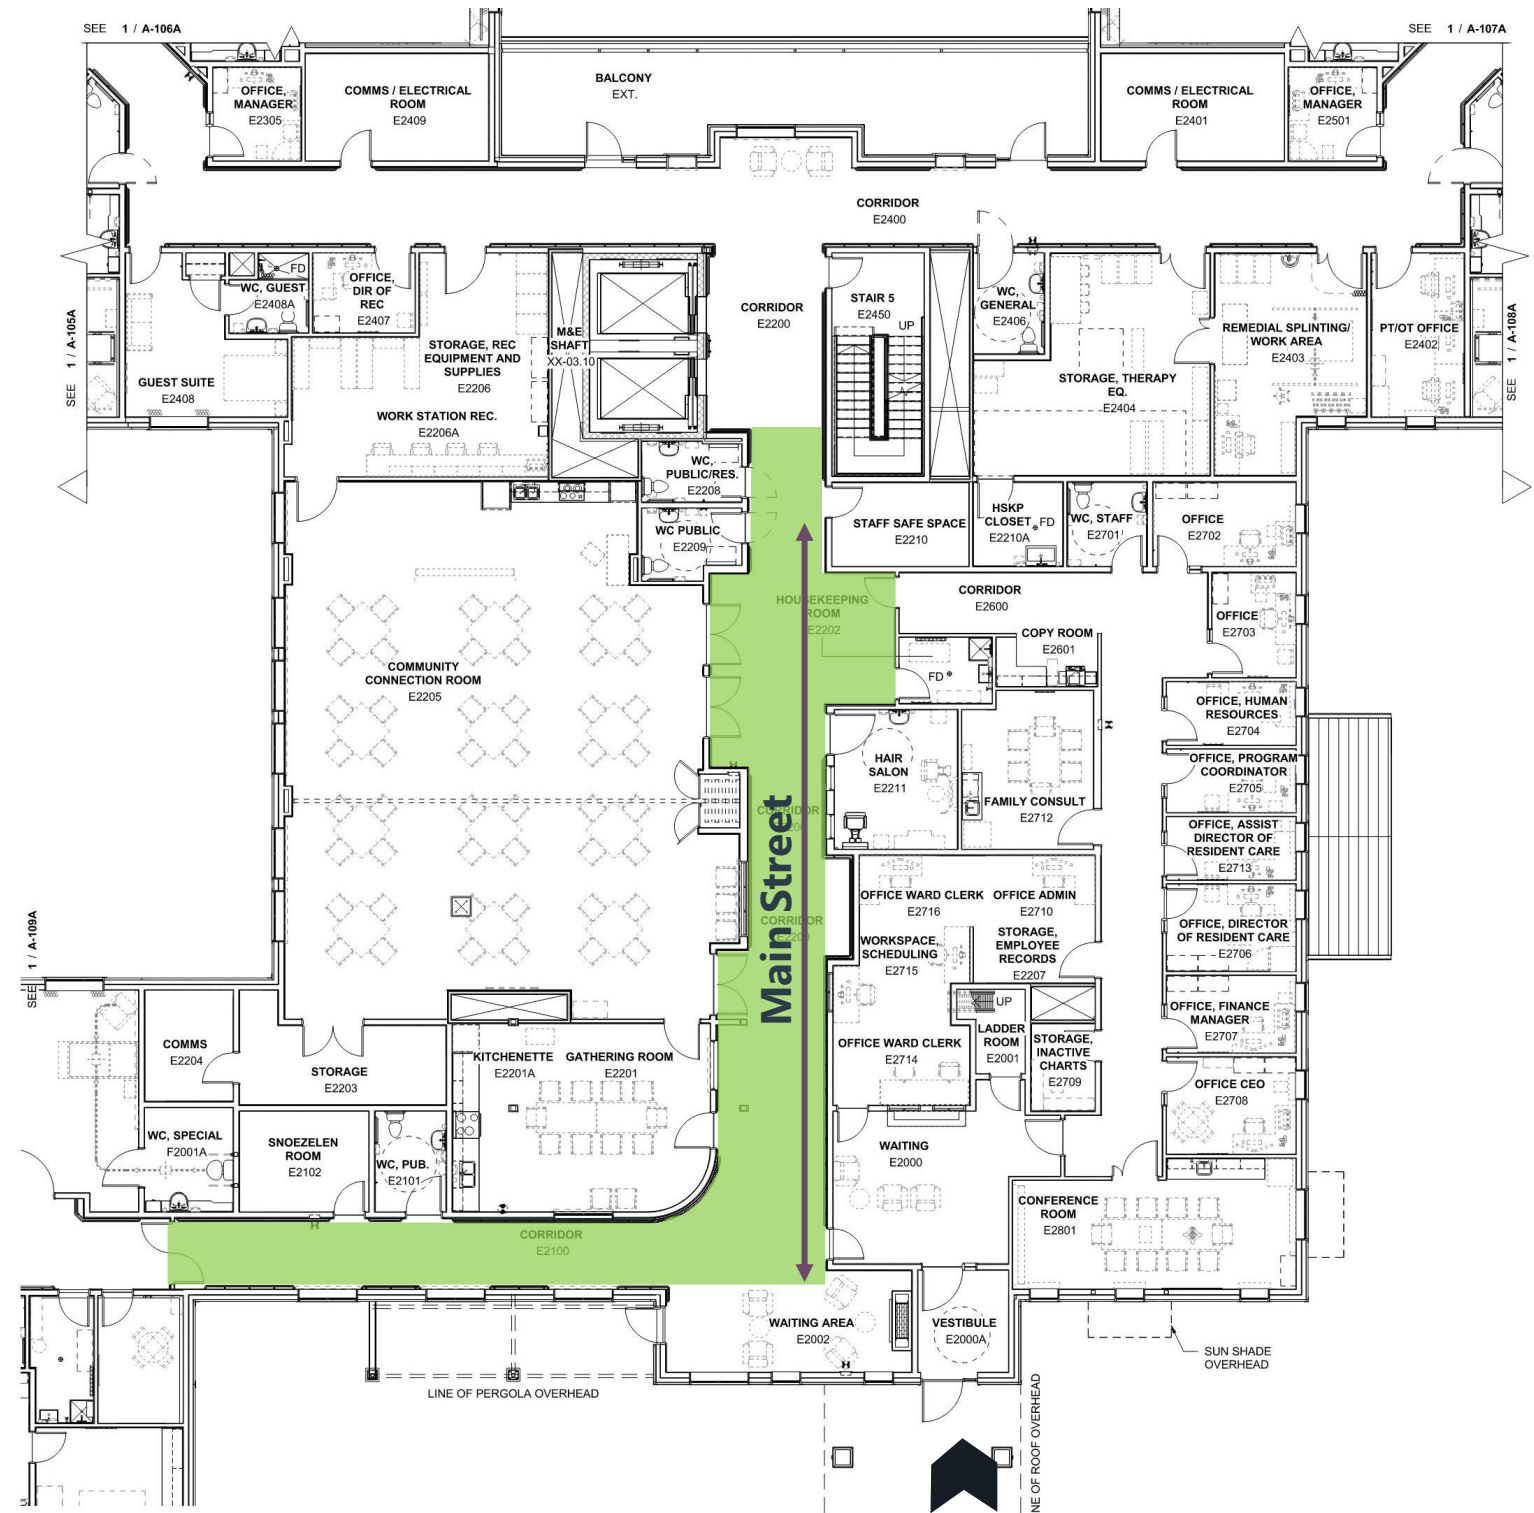 SEE 1 / A-106A
SEE 1 / A-107A
OFFICE,
MANAGER
E2305
COMMS / ELECTRICAL
ROOM
E2409
BALCONY
EXT.
COMMS / ELECTRICAL
ROOM
E2401
OFFICE,
MANAGER
E2501
CORRIDOR
E2400
SEE 1 / A-105A
WC, GUEST
E2408A
FD
OFFICE,
DIR OF
REC
E2407
GUEST SUITE
E2408
STORAGE, REC
EQUIPMENT AND
SUPPLIES
E2206
WORK STATION REC.
E2206A
M&E
SHAFT
XX-03.10
CORRIDOR
E2200
STAIR 5
E2450
UP
WC,
GENERAL
E2406
STORAGE, THERAPY
EQ.
E2404
REMEDIAL SPLINTING/
WORK AREA
E2403
PT/OT OFFICE
E2402
SEE 1 / A-108A
WC,
PUBLIC/RES.
E2208
WC PUBLIC
E2209
STAFF SAFE SPACE
E2210
HSKP
CLOSET
E2210A
FD
WC, STAFF
E2701
OFFICE
E2702
HOUSEKEEPING
ROOM
E2202
CORRIDOR
E2600
COPY ROOM
E2601
OFFICE
E2703
FD
COMMUNITY
CONNECTION ROOM
E2205
OFFICE, HUMAN
RESOURCES
E2704
HAIR
SALON
E2211
FAMILY CONSULT
E2712
OFFICE, PROGRAM
COORDINATOR
E2705
OFFICE, ASSIST
DIRECTOR OF
RESIDENT CARE
E2713
Main Street
CORRIDOR
CORRIDOR
E2200
OFFICE WARD CLERK
E2716
OFFICE ADMIN
E2710
WORKSPACE,
SCHEDULING
E2715
STORAGE,
EMPLOYEE
RECORDS
E2207
OFFICE, DIRECTOR
OF RESIDENT CARE
E2706
SEE 1 / A-109A
COMMS
E2204
STORAGE
E2203
KITCHENETTE
E2201A
GATHERING ROOM
E2201
OFFICE WARD CLERK
E2714
UP
LADDER
ROOM
E2001
STORAGE,
INACTIVE
CHARTS
E2709
OFFICE, FINANCE
MANAGER
E2707
OFFICE CEO
E2708
WC, SPECIAL
F2001A
SNOEZELEN
ROOM
E2102
WC, PUB.
E2101
WAITING
E2000
CONFERENCE
ROOM
E2801
CORRIDOR
E2100
WAITING AREA
E2002
VESTIBULE
E2000A
SUN SHADE
OVERHEAD
LINE OF PERGOLA OVERHEAD
NE OF ROOF OVERHEAD